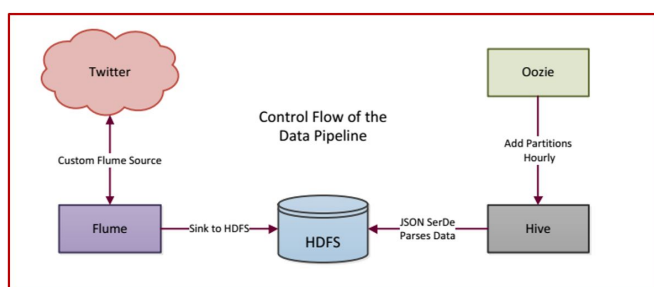 Twitter
Oozie
Control Flow of the
Data Pipeline
Custom Flume Source
Add Partitions
Hourly
Flume
Sink to HDFS
HDFS
JSON SerDe
Parses Data
Hive